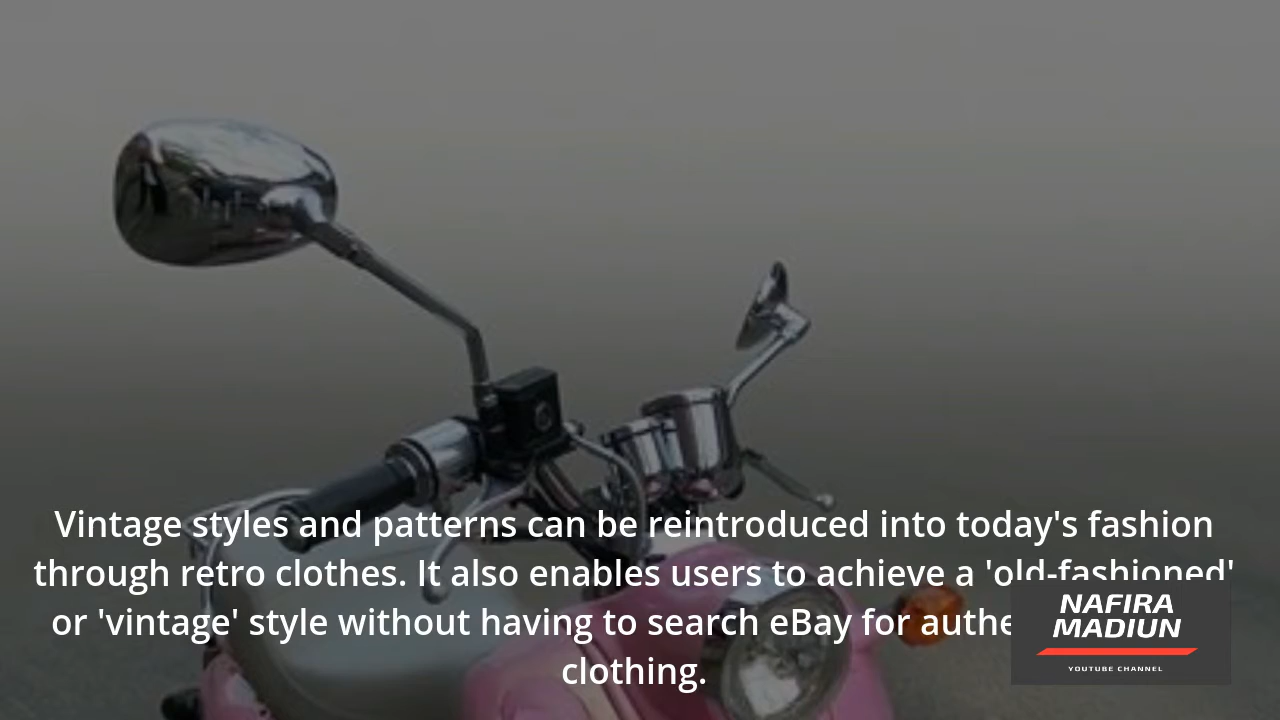 Vintage styles and patterns can be reintroduced into today's fashion
through retro clothes. It also enables users to achieve a 'old-fashioned'
or 'vintage' style without having to search eBay for
clothing.
NAFIRA
MADIUN
YOUTUBE CHANNEL